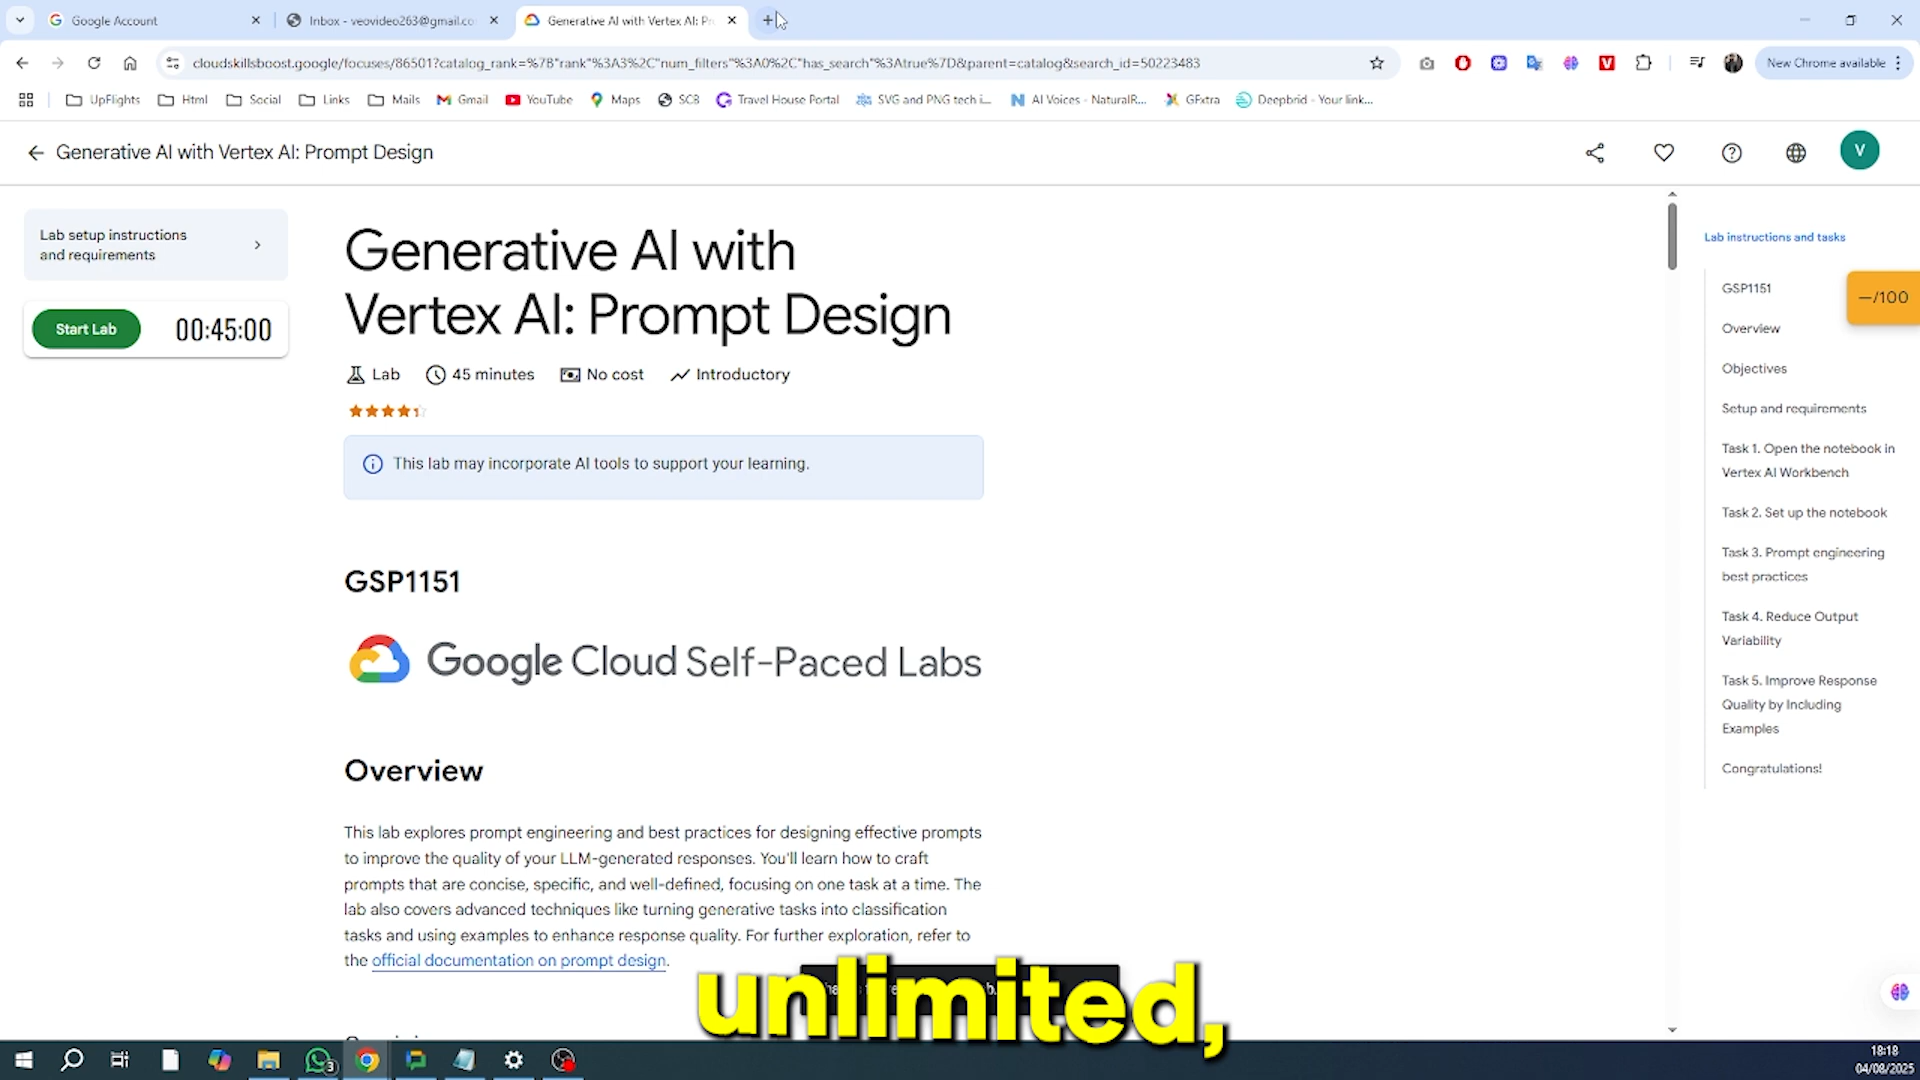 Google Account
Inbox - veovideo263@gmail.co
Generative AI with Vertex AI: Pr
cloudskillsboost.google/focuses/86501?catalog_rank=%7B"rank"%3A3%2C"num_filters"%3A0%2C"has_search"%3Atrue%7D&parent=catalog&search_id=50223483
New Chrome available
UpFlights
Html
Social
Links
Mails
Gmail
YouTube
Maps
SCB
Travel House Portal
SVG and PNG tech i...
AI Voices - NaturalR...
GFxtra
Deepbrid - Your link...
Generative AI with Vertex AI: Prompt Design
V
Lab setup instructions
and requirements
Start Lab
00:45:00
Generative AI with
Vertex AI: Prompt Design
Lab
45 minutes
No cost
Introductory
This lab may incorporate AI tools to support your learning.
GSP1151
Google Cloud Self-Paced Labs
Overview
This lab explores prompt engineering and best practices for designing effective prompts
to improve the quality of your LLM-generated responses. You'll learn how to craft
prompts that are concise, specific, and well-defined, focusing on one task at a time. The
lab also covers advanced techniques like turning generative tasks into classification
tasks and using examples to enhance response quality. For further exploration, refer to
the official documentation on prompt design.
Lab instructions and tasks
GSP1151
—/100
Overview
Objectives
Setup and requirements
Task 1. Open the notebook in
Vertex AI Workbench
Task 2. Set up the notebook
Task 3. Prompt engineering
best practices
Task 4. Reduce Output
Variability
Task 5. Improve Response
Quality by Including
Examples
Congratulations!
unlimited,
3
18:18
04/08/2025